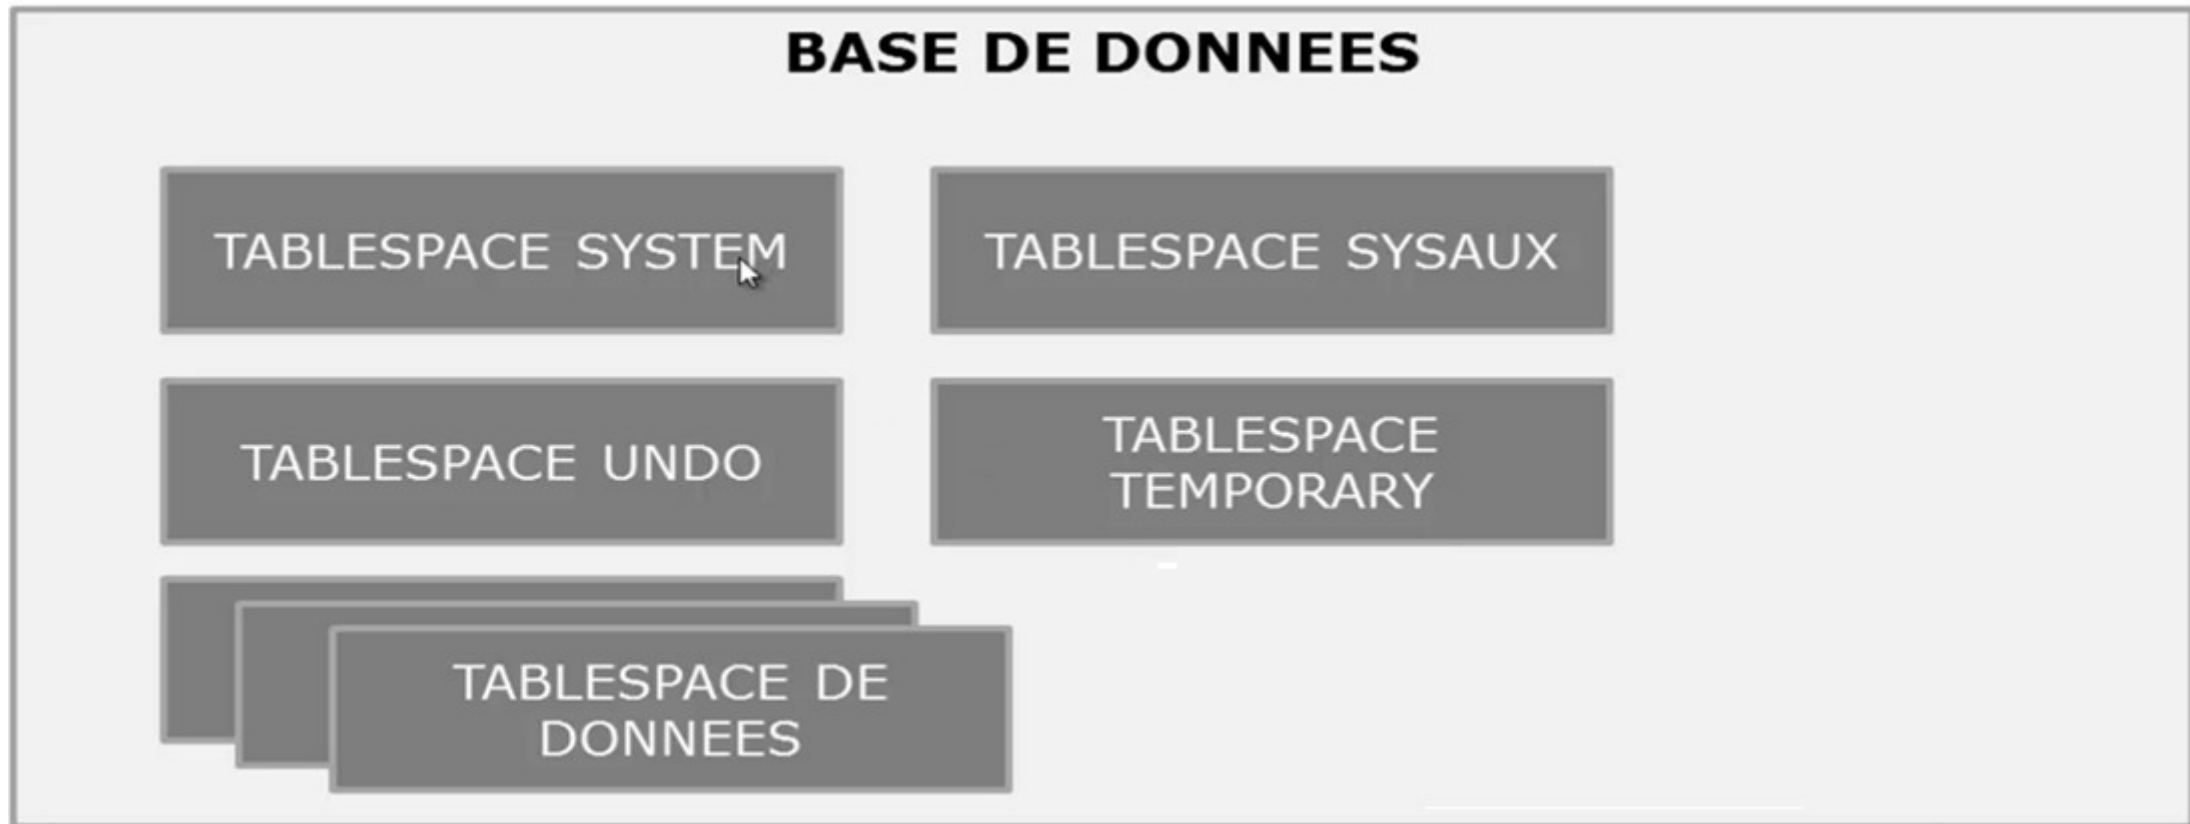 BASE DE DONNEES
TABLESPACE SYSTEM
TABLESPACE SYSAUX
TABLESPACE UNDO
TABLESPACE
TEMPORARY
TABLESPACE DE
DONNEES